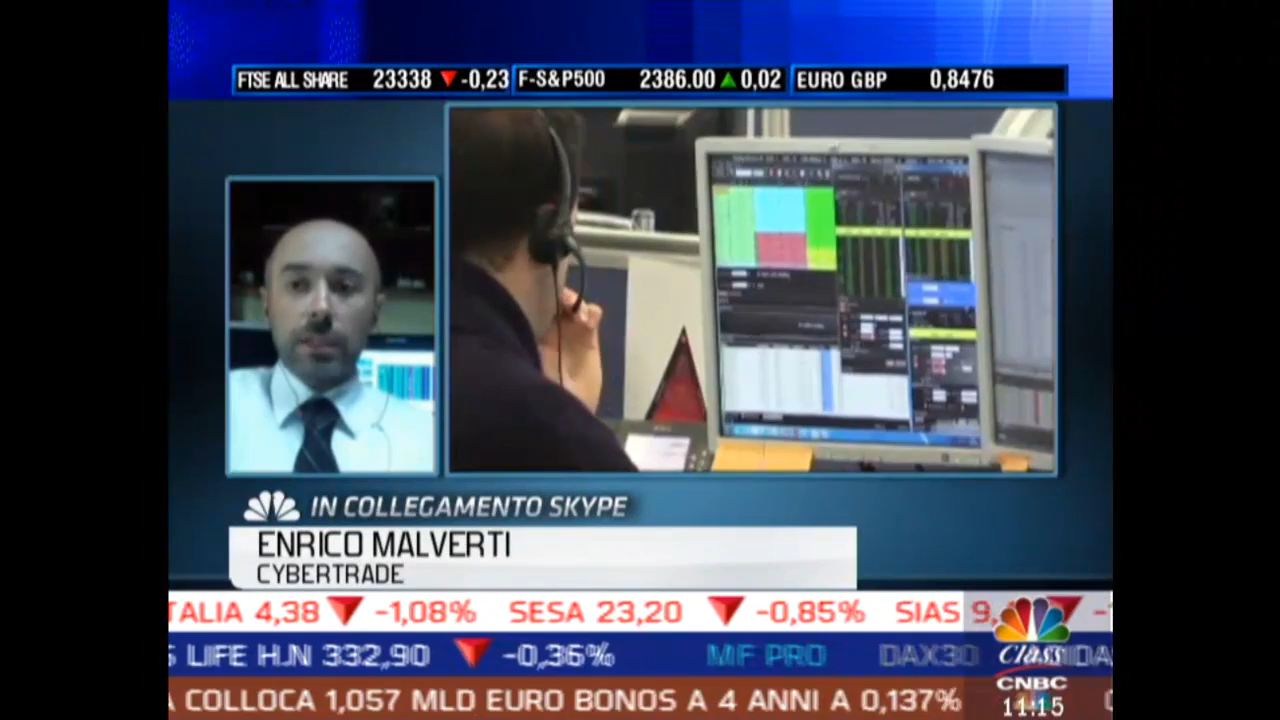 FTSE ALL SHARE 23338 -0,23 F-S&P500 2386.00 0,02 EURO GBP 0,8476
IN COLLEGAMENTO SKYPE
ENRICO MALVERTI
CYBERTRADE
TALIA 4,38 -1,08% SESA 23,20 -0,85% SIAS 9,
S LIFE H.N 332,90 -0,36% MF PRO DAX30
Class
CNBC
A COLLOCA 1,057 MLD EURO BONOS A 4 ANNI A 0,137%
11:15